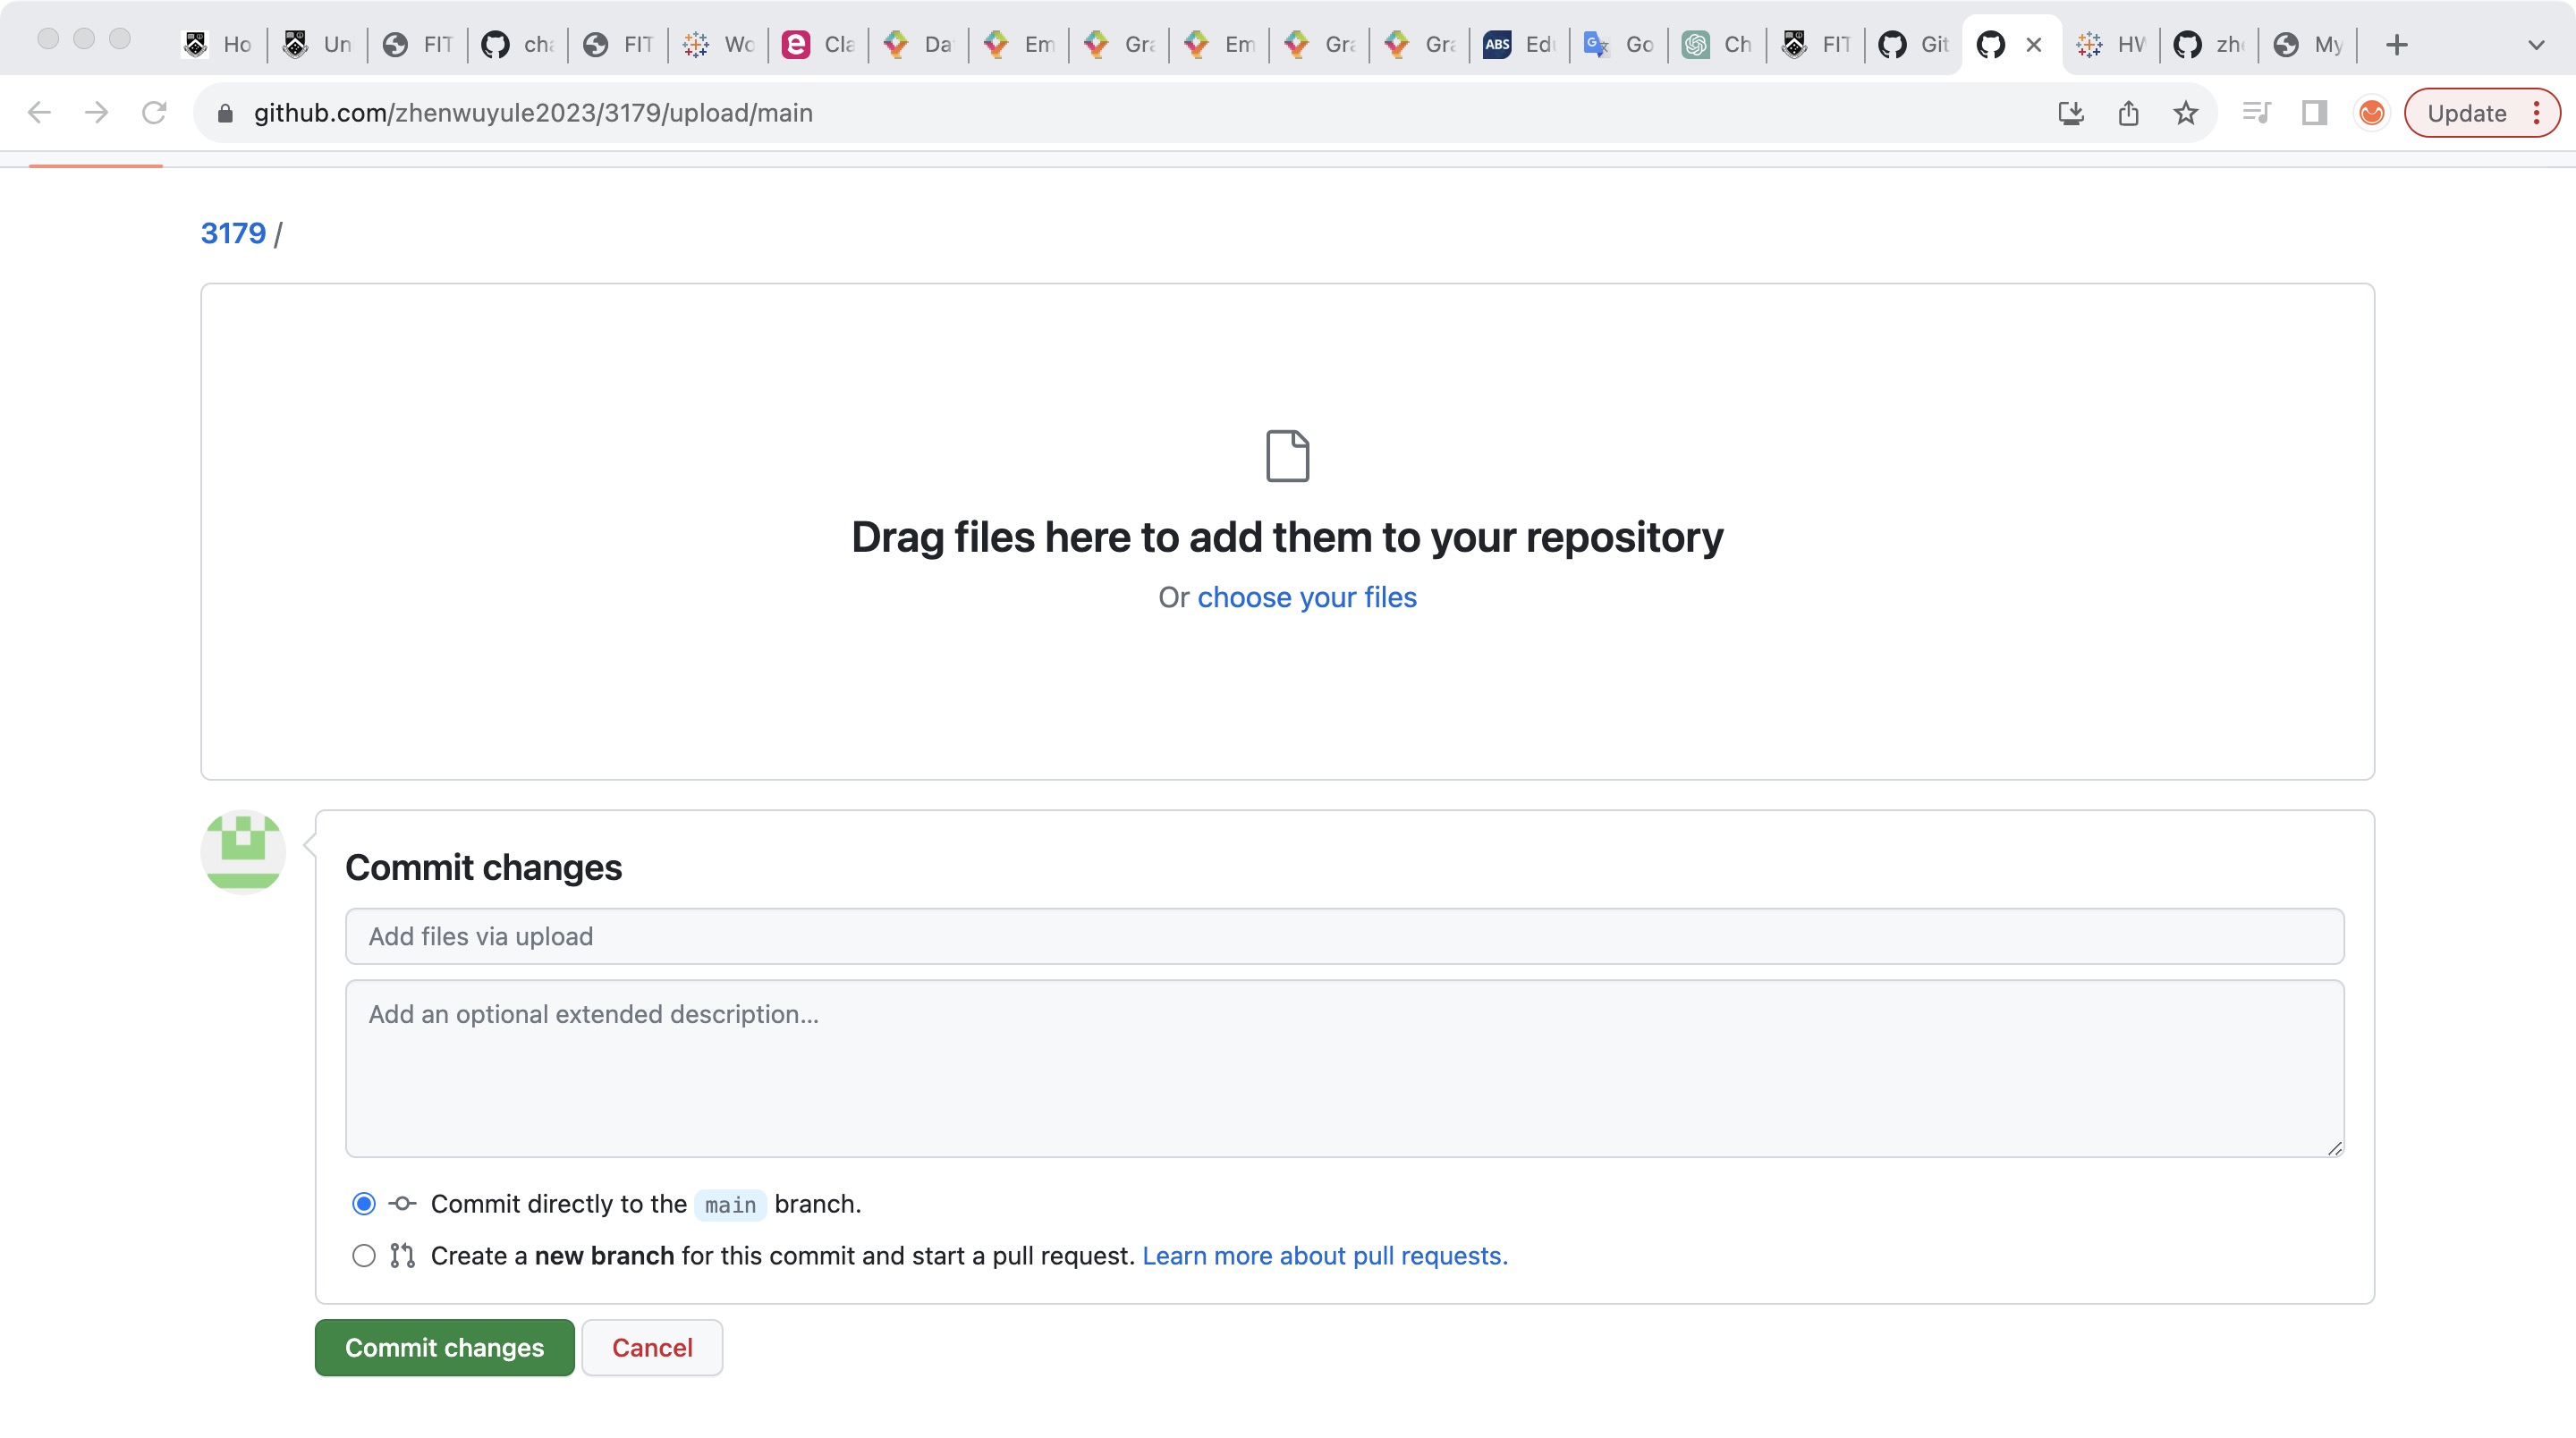 Ho Un FIT cha FIT Wo Cla Da Em Gra Em Gra Gra ABS Edu Go Ch FIT Git HW zhe My
github.com/zhenwuyule2023/3179/upload/main Update
3179 /
Drag files here to add them to your repository
Or choose your files
Commit changes
Add files via upload
Add an optional extended description...
Commit directly to the main branch.
Create a new branch for this commit and start a pull request. Learn more about pull requests.
Commit changes Cancel